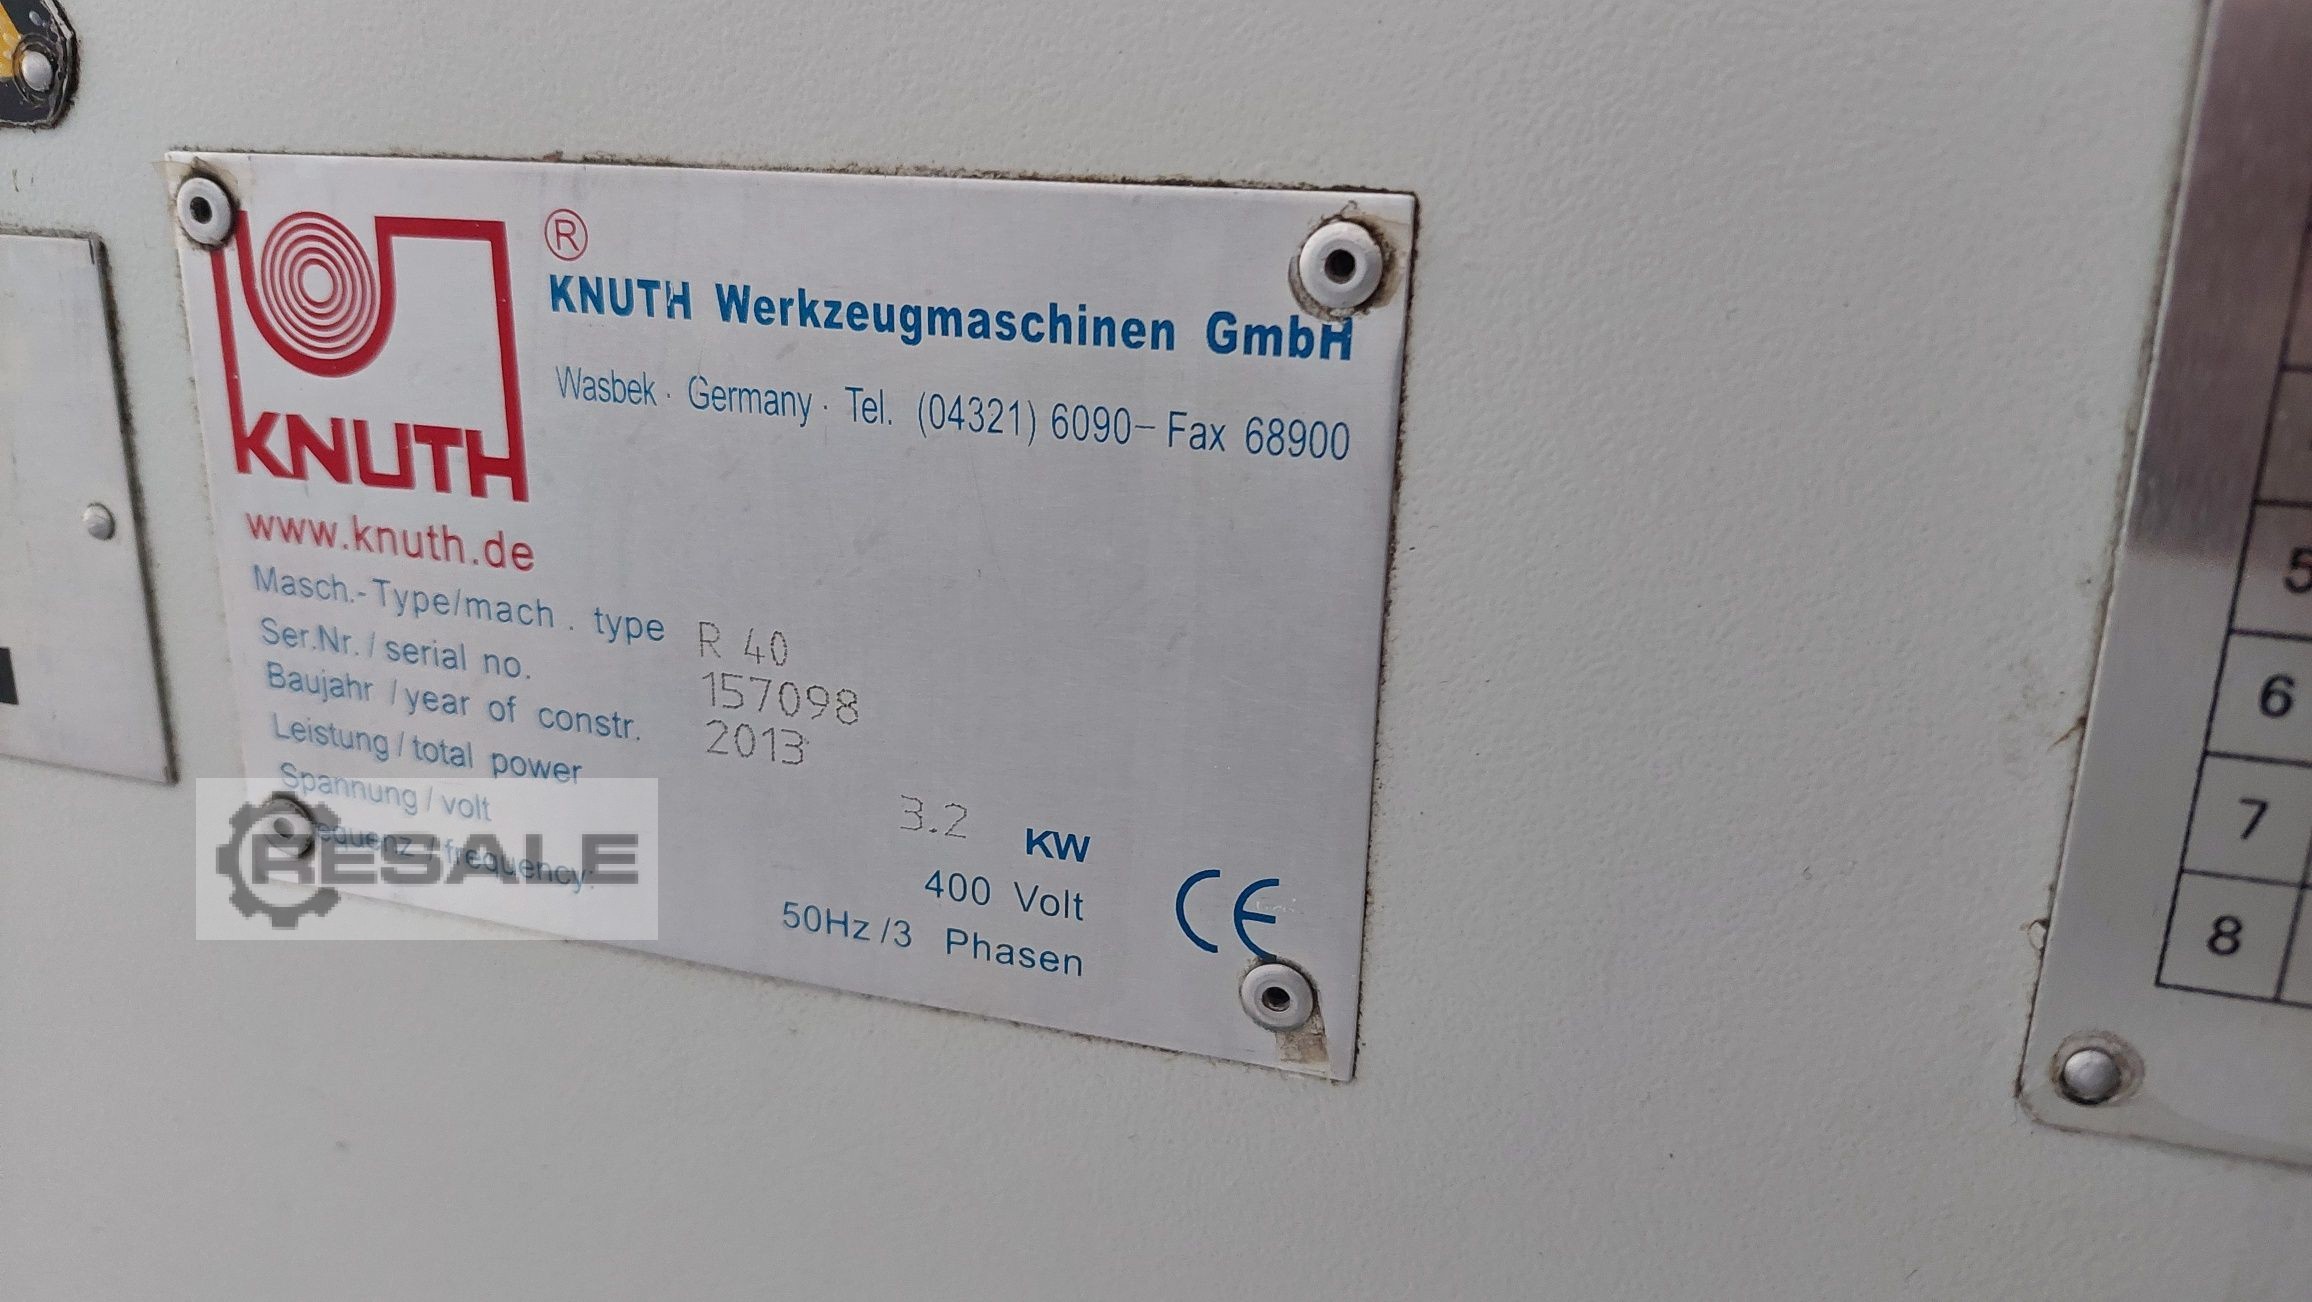 ®
KNUTH Werkzeugmaschinen GmbH
Wasbek · Germany · Tel. (04321) 6090– Fax 68900
KNUTH
www.knuth.de
Masch.-Type/mach . type R 40
Ser.Nr. / serial no. 157098
Baujahr / year of constr. 2013
Leistung / total power 3.2 KW
Spannung / volt 400 Volt
frequency: 50Hz /3 Phasen
CE
RESALE
5
6
7
8